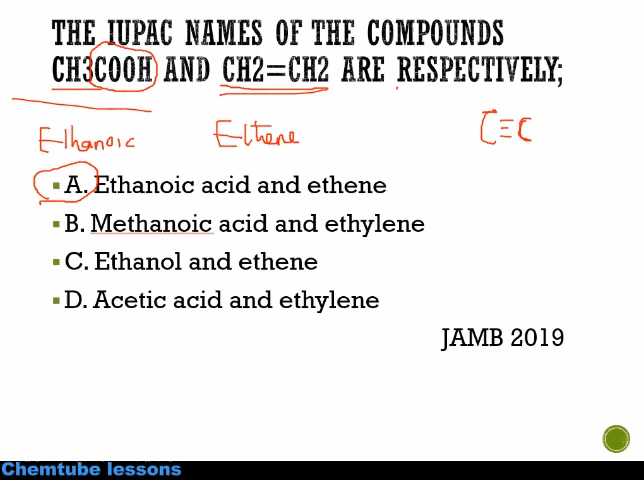 THE IUPAC NAMES OF THE COMPOUNDS
CH3COOH AND CH2=CH2 ARE RESPECTIVELY;
Ethanoic Ethene C≡C
A. Ethanoic acid and ethene
B. Methanoic acid and ethylene
C. Ethanol and ethene
D. Acetic acid and ethylene
JAMB 2019
Chemtube lessons